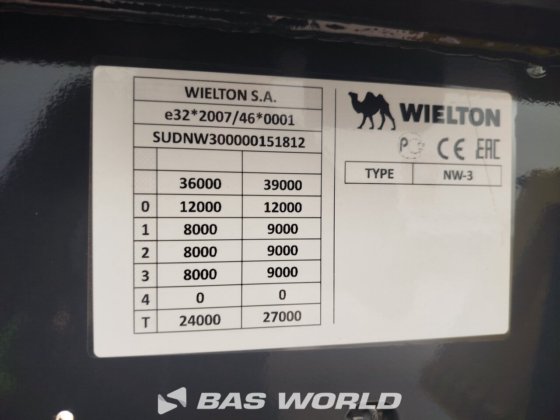 WIELTON S.A.
e32*2007/46*0001
SUDNW300000151812
36000 39000
0 12000 12000
1 8000 9000
2 8000 9000
3 8000 9000
4 0 0
T 24000 27000
WIELTON
CE EAC
TYPE NW-3
BAS WORLD